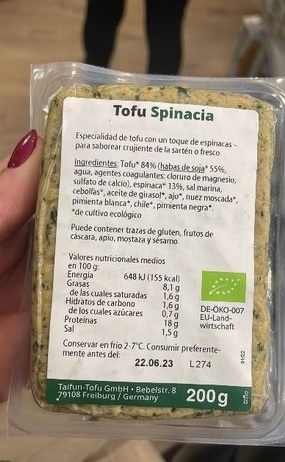 Tofu Spinacia
Especialidad de tofu con un toque de espinacas –
para saborear crujiente de la sartén o fresco.
Ingredientes: Tofu* 84% (habas de soja* 55%,
agua, agentes coagulantes: cloruro de magnesio,
sulfato de calcio), espinaca* 13%, sal marina,
cebollas*, aceite de girasol*, ajo*, nuez moscada*,
pimienta blanca*, chile*, pimienta negra*.
*de cultivo ecológico
Puede contener trazas de gluten, frutos de
cáscara, apio, mostaza y sésamo.
Valores nutricionales medios
en 100 g:
Energía 648 kJ (155 kcal)
Grasas 8,1 g
de las cuales saturadas 1,6 g
Hidratos de carbono 1,6 g
de los cuales azúcares 0,7 g
Proteínas 18 g
Sal 1,5 g
DE-ÖKO-007
EU-Land-
wirtschaft
Conservar en frío 2-7°C. Consumir preferente-
mente antes del:
22.06.23 L274
Taifun-Tofu GmbH • Bebelstr. 8
79108 Freiburg / Germany
200g